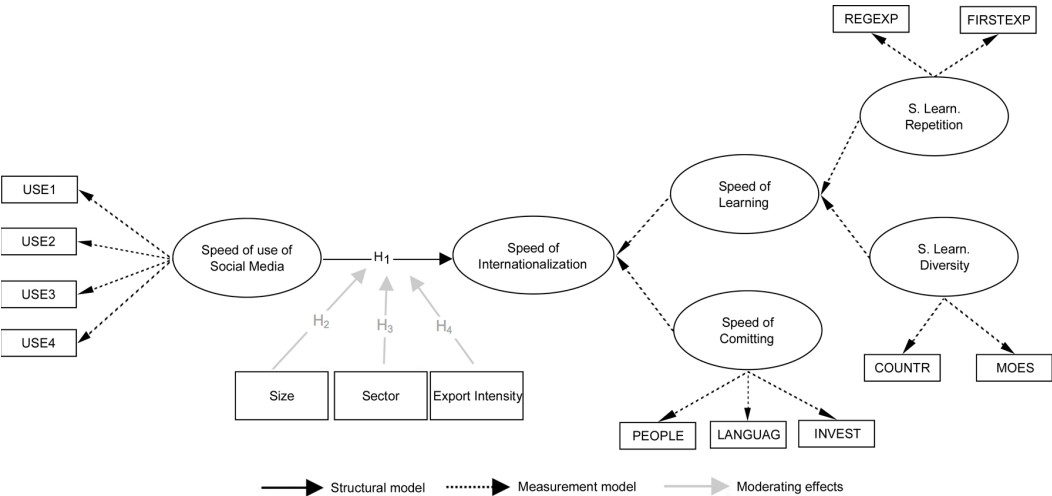 REGEXP
FIRSTEXP
S. Learn.
Repetition
USE1
USE2
USE3
USE4
Speed of use of
Social Media
H1
Speed of
Internationalization
Speed of
Learning
S. Learn.
Diversity
Speed of
Comitting
H2
H3
H4
Size
Sector
Export Intensity
COUNTR
MOES
PEOPLE
LANGUAG
INVEST
Structural model
Measurement model
Moderating effects